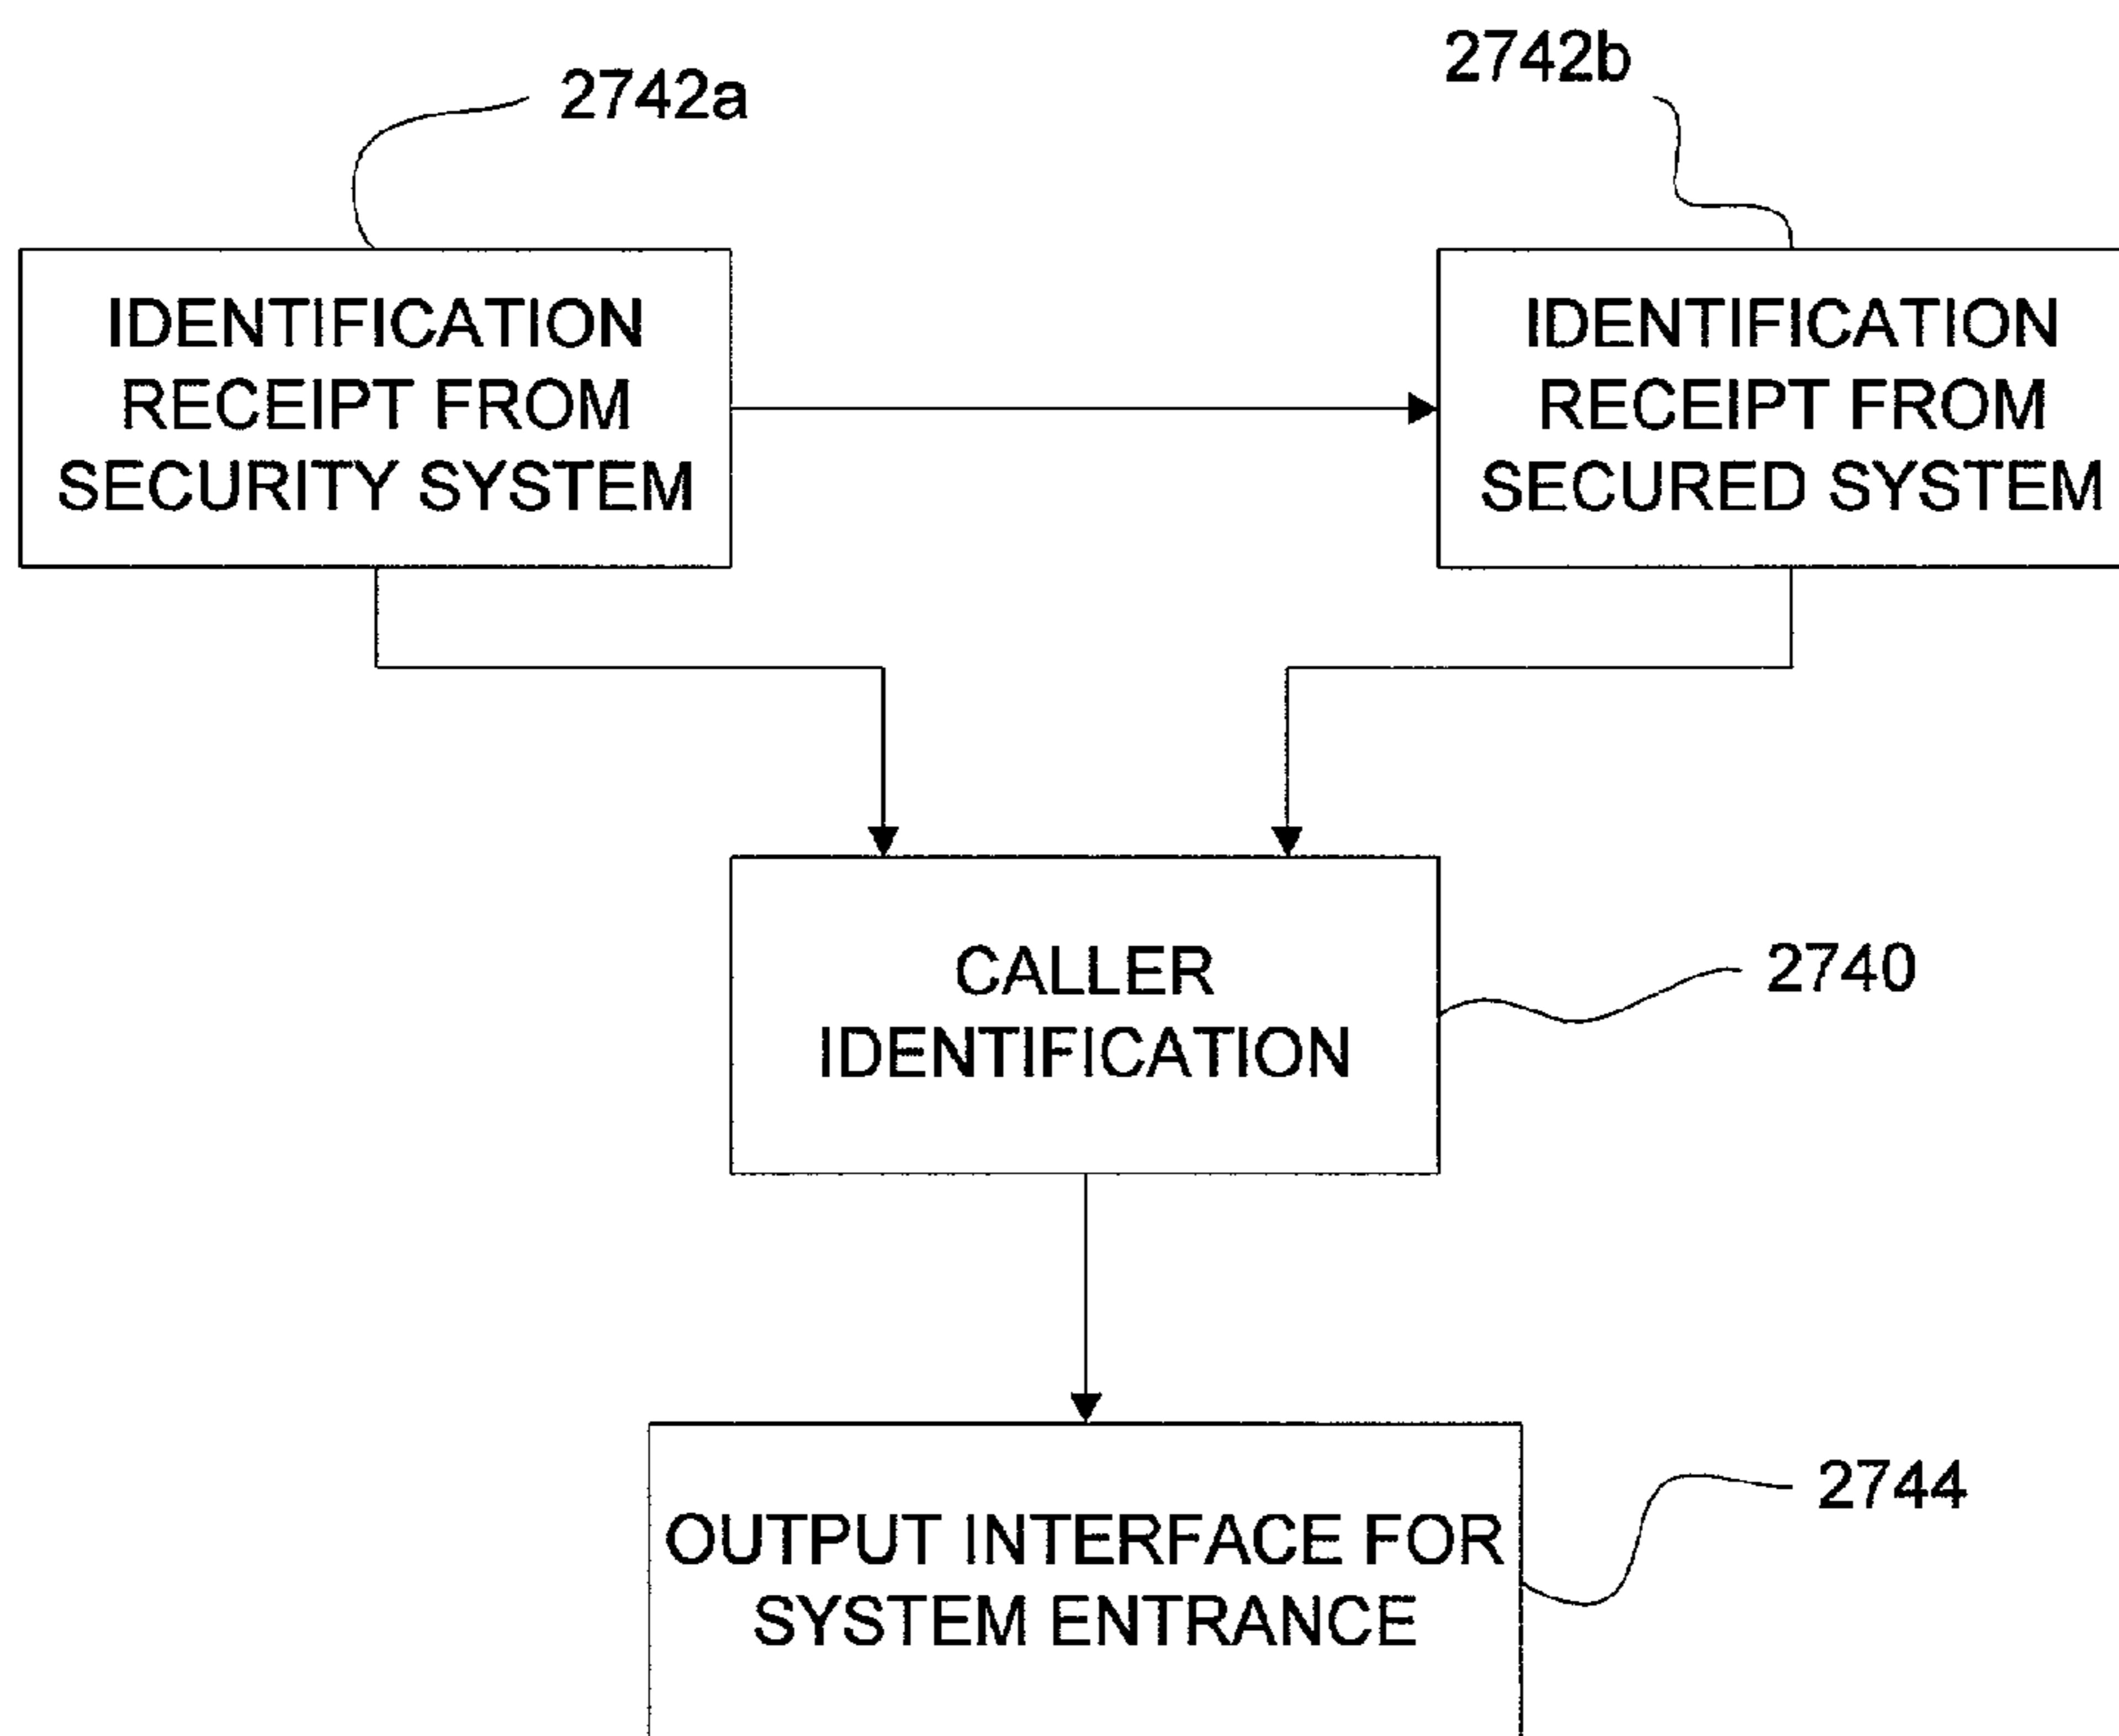 2742a
2742b
IDENTIFICATION
RECEIPT FROM
SECURITY SYSTEM
IDENTIFICATION
RECEIPT FROM
SECURED SYSTEM
CALLER
IDENTIFICATION
2740
OUTPUT INTERFACE FOR
SYSTEM ENTRANCE
2744